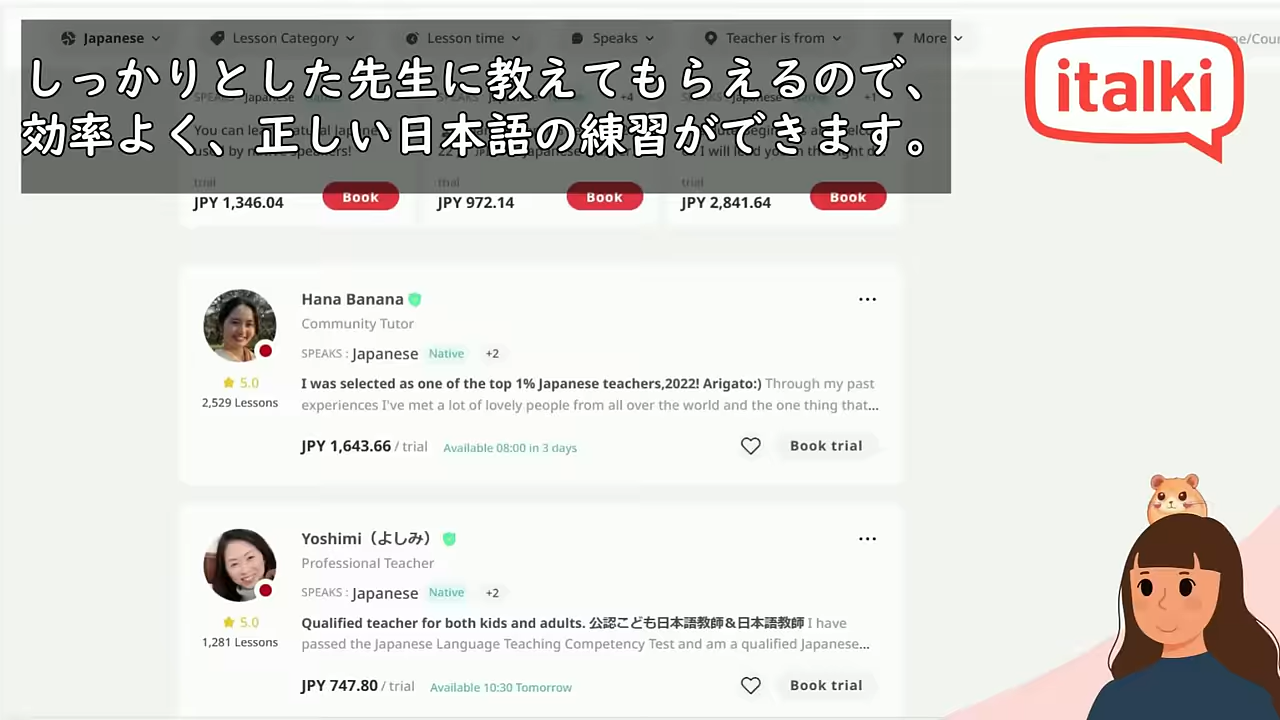 Japanese
Lesson Category
Lesson time
Speaks
Teacher is from
More
italki
しっかりとした先生に教えてもらえるので、
効率よく、正しい日本語の練習ができます。
trial
trial
trial
JPY 1,346.04
Book
JPY 972.14
Book
JPY 2,841.64
Book
Hana Banana
Community Tutor
SPEAKS : Japanese Native +2
5.0
2,529 Lessons
I was selected as one of the top 1% Japanese teachers,2022! Arigato:) Through my past
experiences I've met a lot of lovely people from all over the world and the one thing that...
JPY 1,643.66 / trial
Available 08:00 in 3 days
Book trial
Yoshimi（よしみ）
Professional Teacher
SPEAKS : Japanese Native +2
5.0
1,281 Lessons
Qualified teacher for both kids and adults. 公認こども日本語教師＆日本語教師 I have
passed the Japanese Language Teaching Competency Test and am a qualified Japanese...
JPY 747.80 / trial
Available 10:30 Tomorrow
Book trial